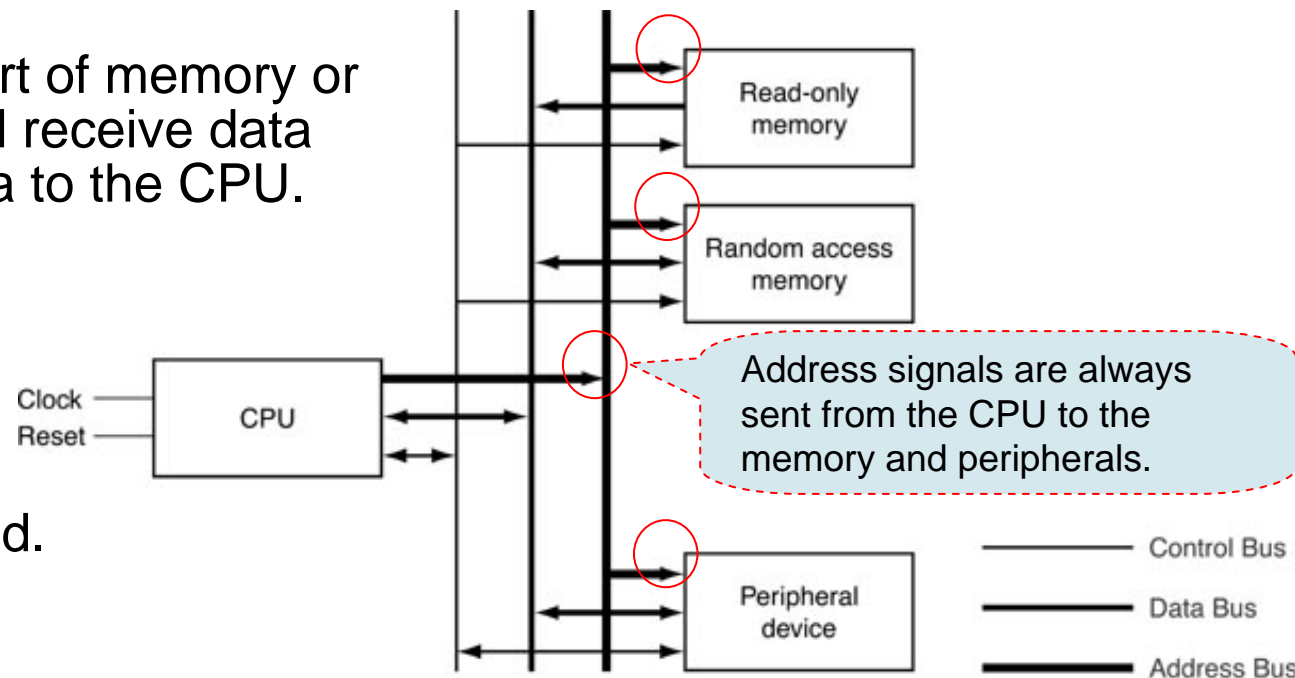 rt of memory or
receive data
a to the CPU.
d.
Read-only
memory
Random access
memory
Clock
Reset
CPU
Address signals are always
sent from the CPU to the
memory and peripherals.
Peripheral
device
Control Bus
Data Bus
Address Bus